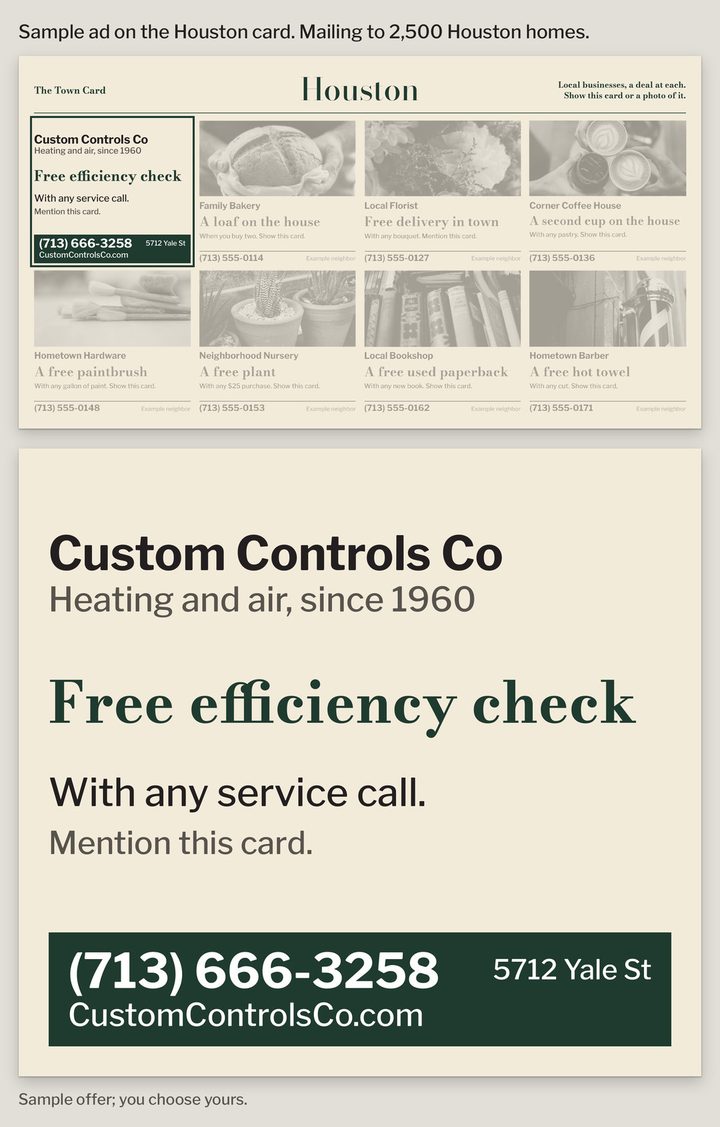 Sample ad on the Houston card. Mailing to 2,500 Houston homes.
The Town Card
Houston
Local businesses, a deal at each.
Show this card or a photo of it.
Custom Controls Co
Heating and air, since 1960
Free efficiency check
With any service call.
Mention this card.
(713) 666-3258
5712 Yale St
CustomControlsCo.com
Family Bakery
A loaf on the house
When you buy two. Show this card.
(713) 555-0114
Example neighbor
Local Florist
Free delivery in town
With any bouquet. Mention this card.
(713) 555-0127
Example neighbor
Corner Coffee House
A second cup on the house
With any pastry. Show this card.
(713) 555-0136
Example neighbor
Hometown Hardware
A free paintbrush
With any gallon of paint. Show this card.
(713) 555-0148
Example neighbor
Neighborhood Nursery
A free plant
With any $25 purchase. Show this card.
(713) 555-0153
Example neighbor
Local Bookshop
A free used paperback
With any new book. Show this card.
(713) 555-0162
Example neighbor
Hometown Barber
A free hot towel
With any cut. Show this card.
(713) 555-0171
Example neighbor
Custom Controls Co
Heating and air, since 1960
Free efficiency check
With any service call.
Mention this card.
(713) 666-3258
5712 Yale St
CustomControlsCo.com
Sample offer; you choose yours.